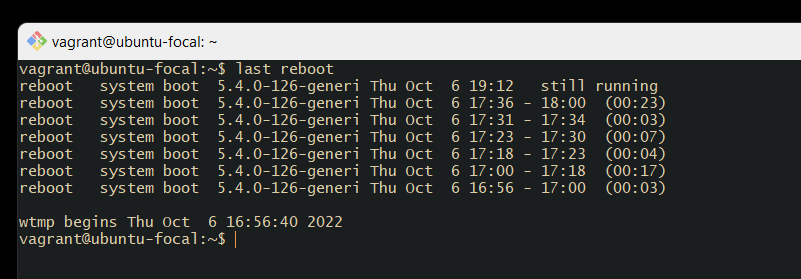 vagrant@ubuntu-focal: ~
vagrant@ubuntu-focal:~$ last reboot
reboot   system boot  5.4.0-126-generi Thu Oct  6 19:12   still running
reboot   system boot  5.4.0-126-generi Thu Oct  6 17:36 - 18:00  (00:23)
reboot   system boot  5.4.0-126-generi Thu Oct  6 17:31 - 17:34  (00:03)
reboot   system boot  5.4.0-126-generi Thu Oct  6 17:23 - 17:30  (00:07)
reboot   system boot  5.4.0-126-generi Thu Oct  6 17:18 - 17:23  (00:04)
reboot   system boot  5.4.0-126-generi Thu Oct  6 17:00 - 17:18  (00:17)
reboot   system boot  5.4.0-126-generi Thu Oct  6 16:56 - 17:00  (00:03)
wtmp begins Thu Oct  6 16:56:40 2022
vagrant@ubuntu-focal:~$